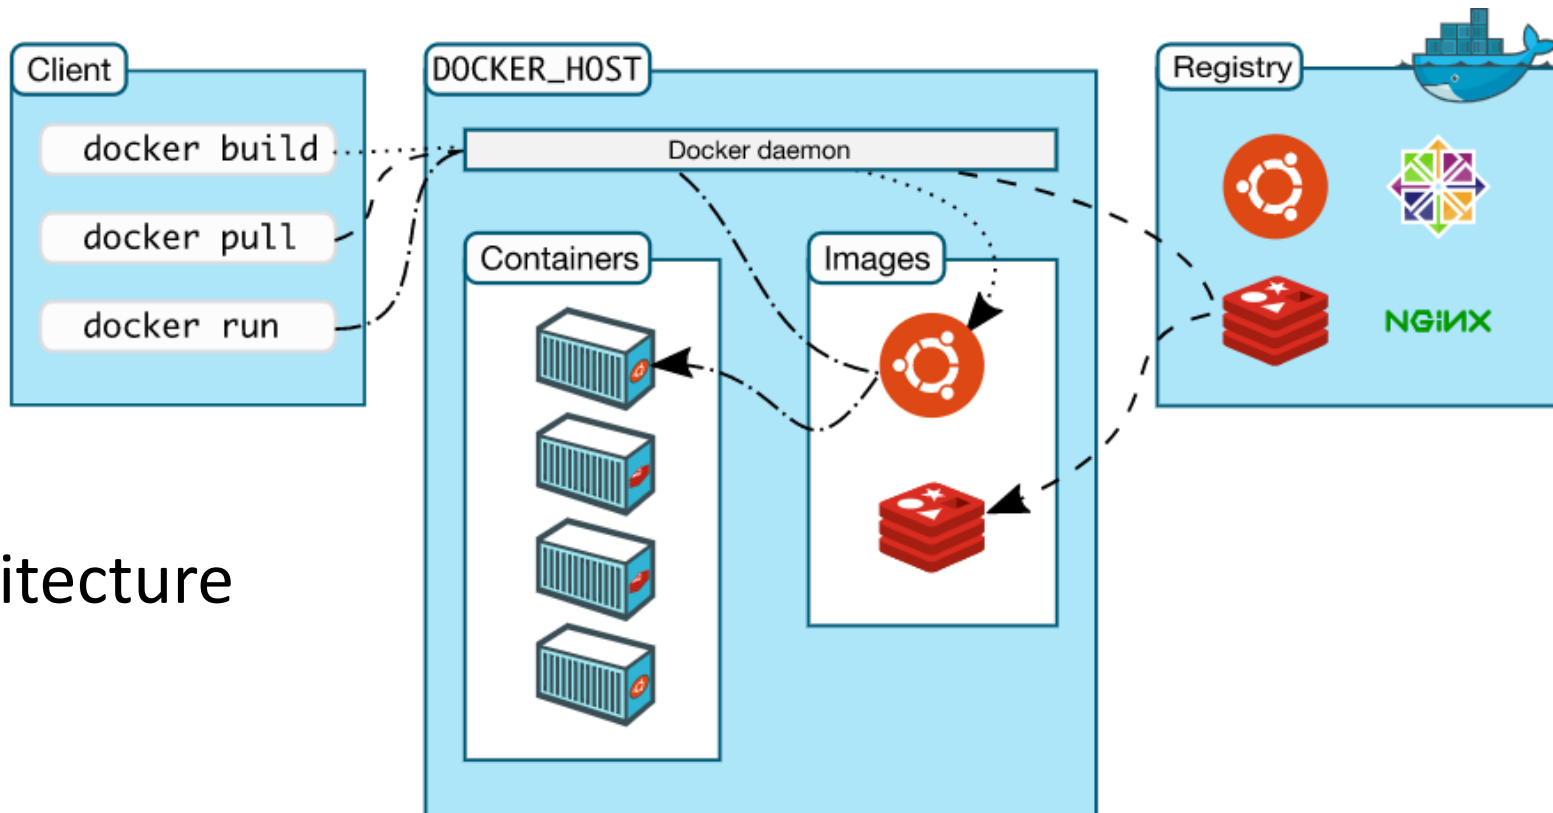 Client
docker build
docker pull
docker run
DOCKER_HOST
Docker daemon
Containers
Images
Registry
NGiNX
itecture